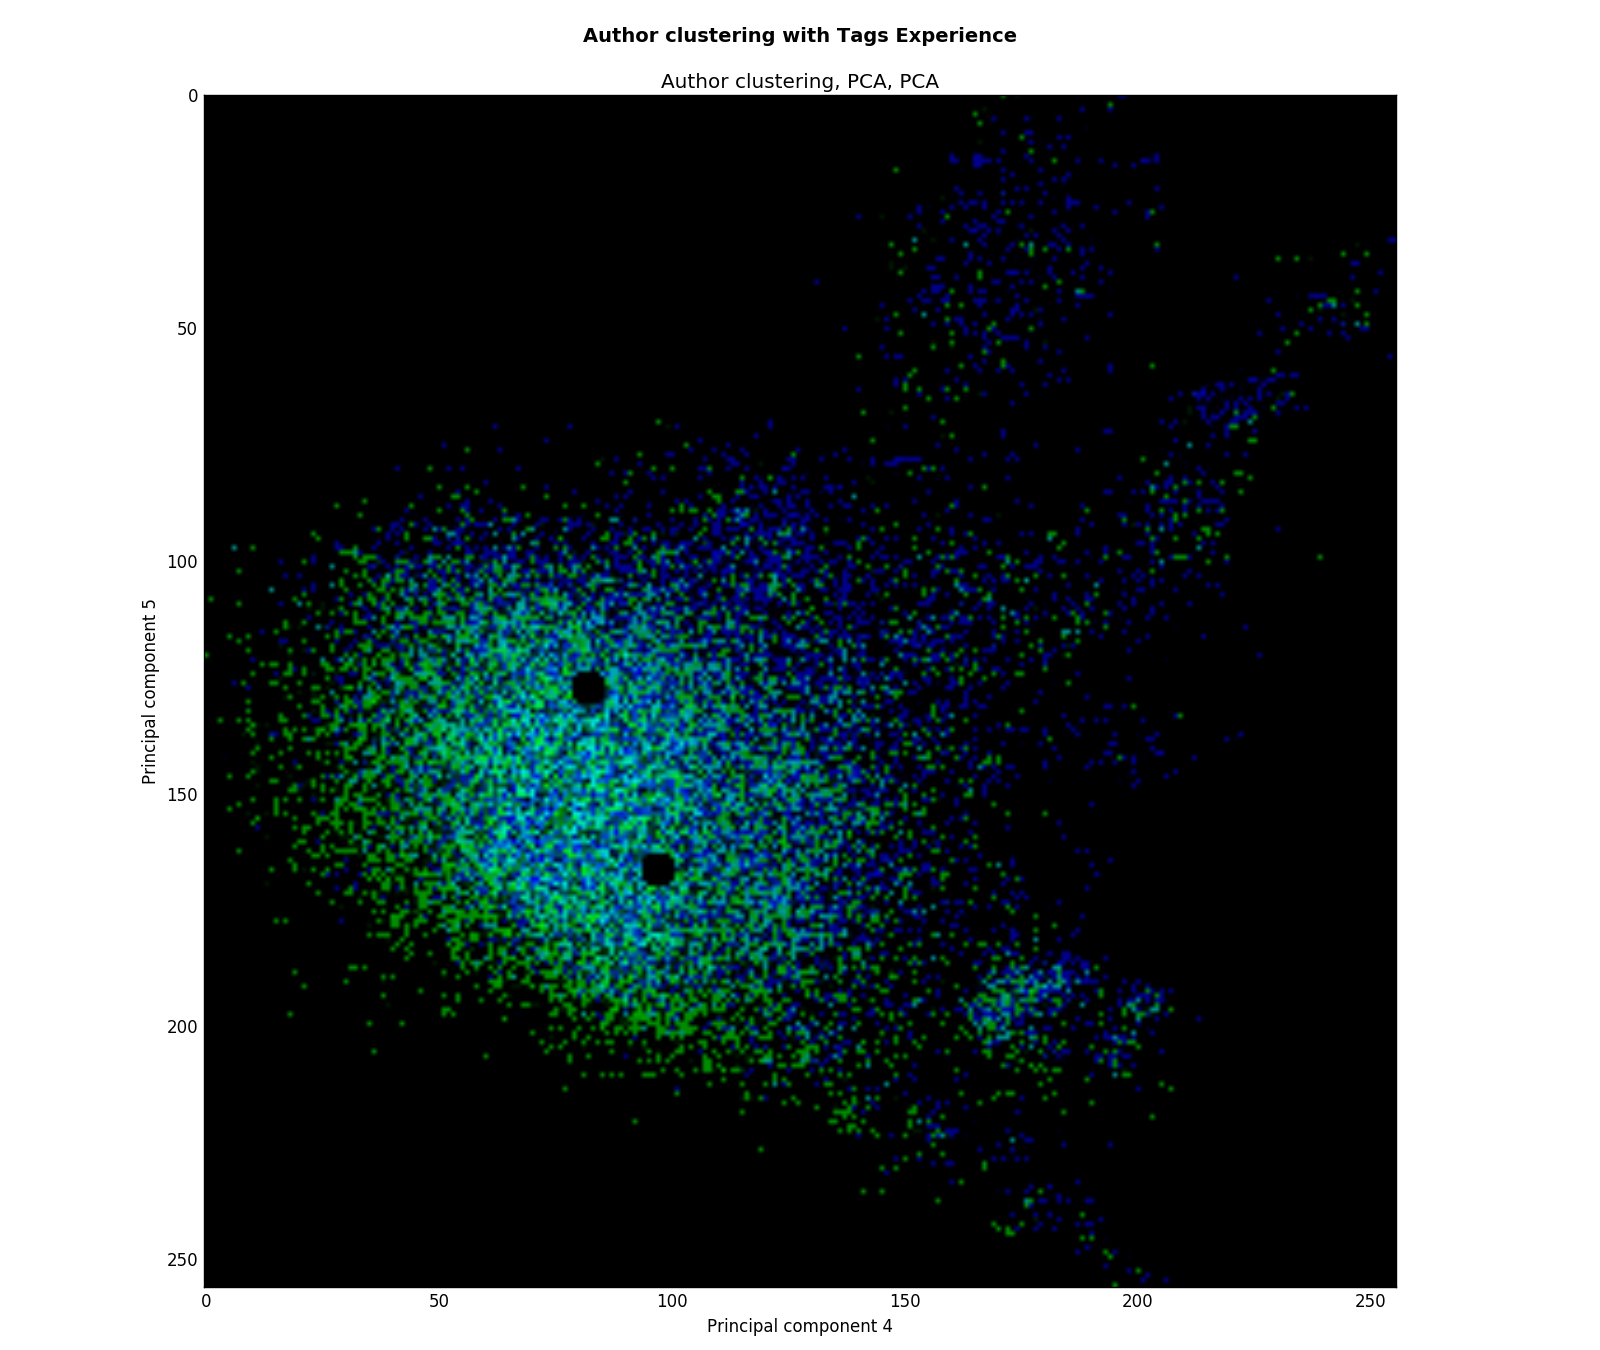 Author clustering with Tags Experience
Author clustering, PCA, PCA
0
50
100
150
200
250
Principal component 5
0 50 100 150 200 250
Principal component 4